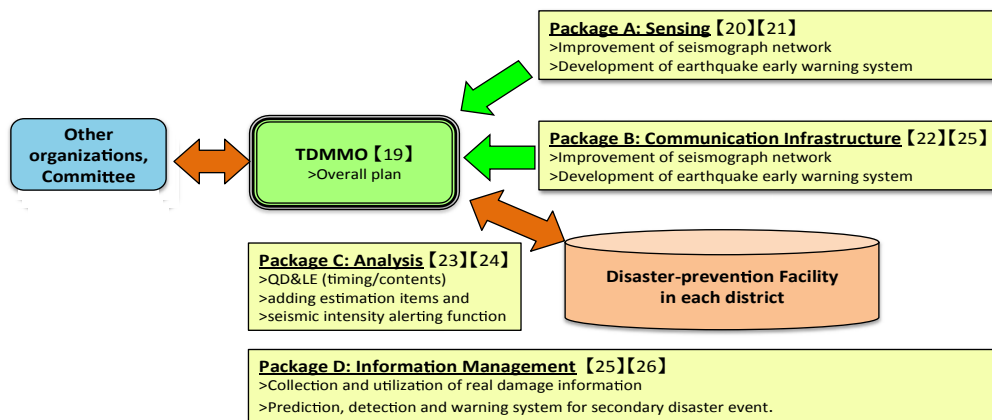 Package A: Sensing【20】【21】
>Improvement of seismograph network
>Development of earthquake early warning system
Other
organizations,
Committee
TDMMO【19】
>Overall plan
Package B: Communication Infrastructure【22】【25】
>Improvement of seismograph network
>Development of earthquake early warning system
Package C: Analysis【23】【24】
>QD&LE (timing/contents)
>adding estimation items and
>seismic intensity alerting function
Disaster-prevention Facility
in each district
Package D: Information Management【25】【26】
>Collection and utilization of real damage information
>Prediction, detection and warning system for secondary disaster event.